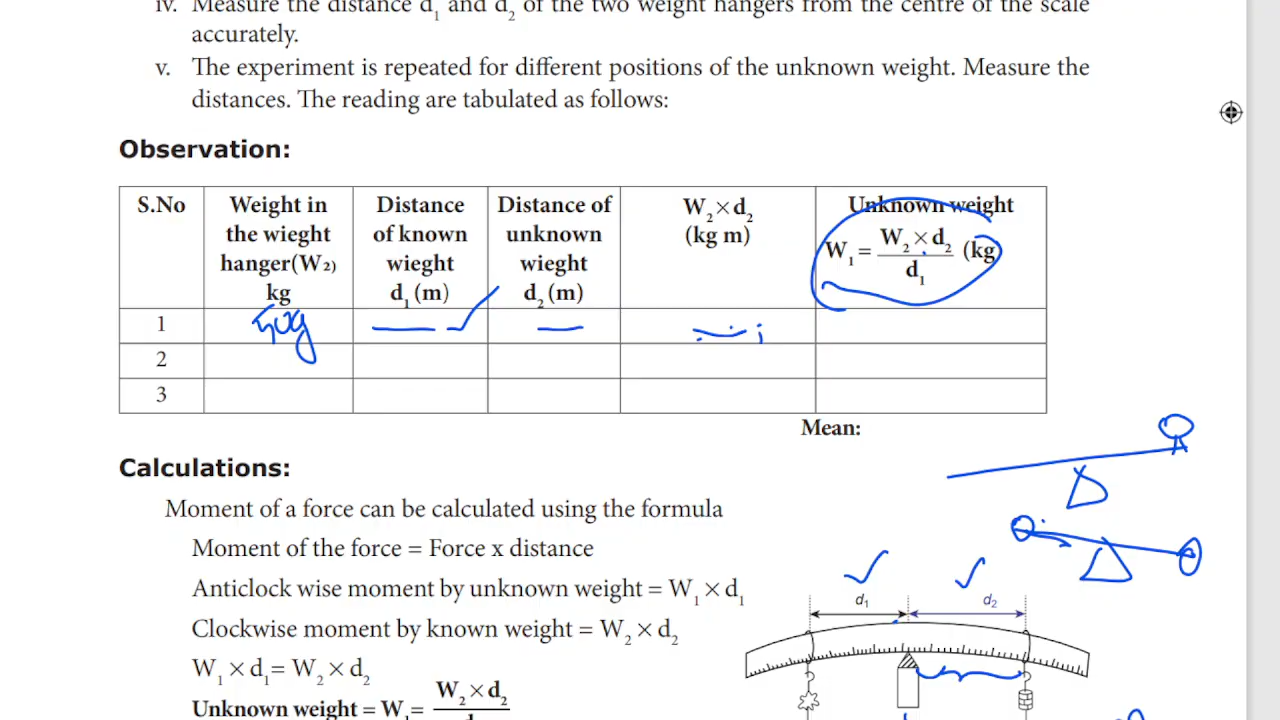 iv. Measure the distance d1 and d2 of the two weight hangers from the centre of the scale
accurately.
v. The experiment is repeated for different positions of the unknown weight. Measure the
distances. The reading are tabulated as follows:
Observation:
S.No
Weight in
the wieght
hanger(W2)
kg
Distance
of known
wieght
d1 (m)
Distance of
unknown
wieght
d2 (m)
W2×d2
(kg m)
Unknown weight
W1 = W2×d2 / d1 (kg)
1 50g
2
3
Mean:
Calculations:
Moment of a force can be calculated using the formula
Moment of the force = Force x distance
Anticlock wise moment by unknown weight = W1 × d1
Clockwise moment by known weight = W2 × d2
W1 × d1= W2 × d2
Unknown weight = W1= W2×d2
d1 d2